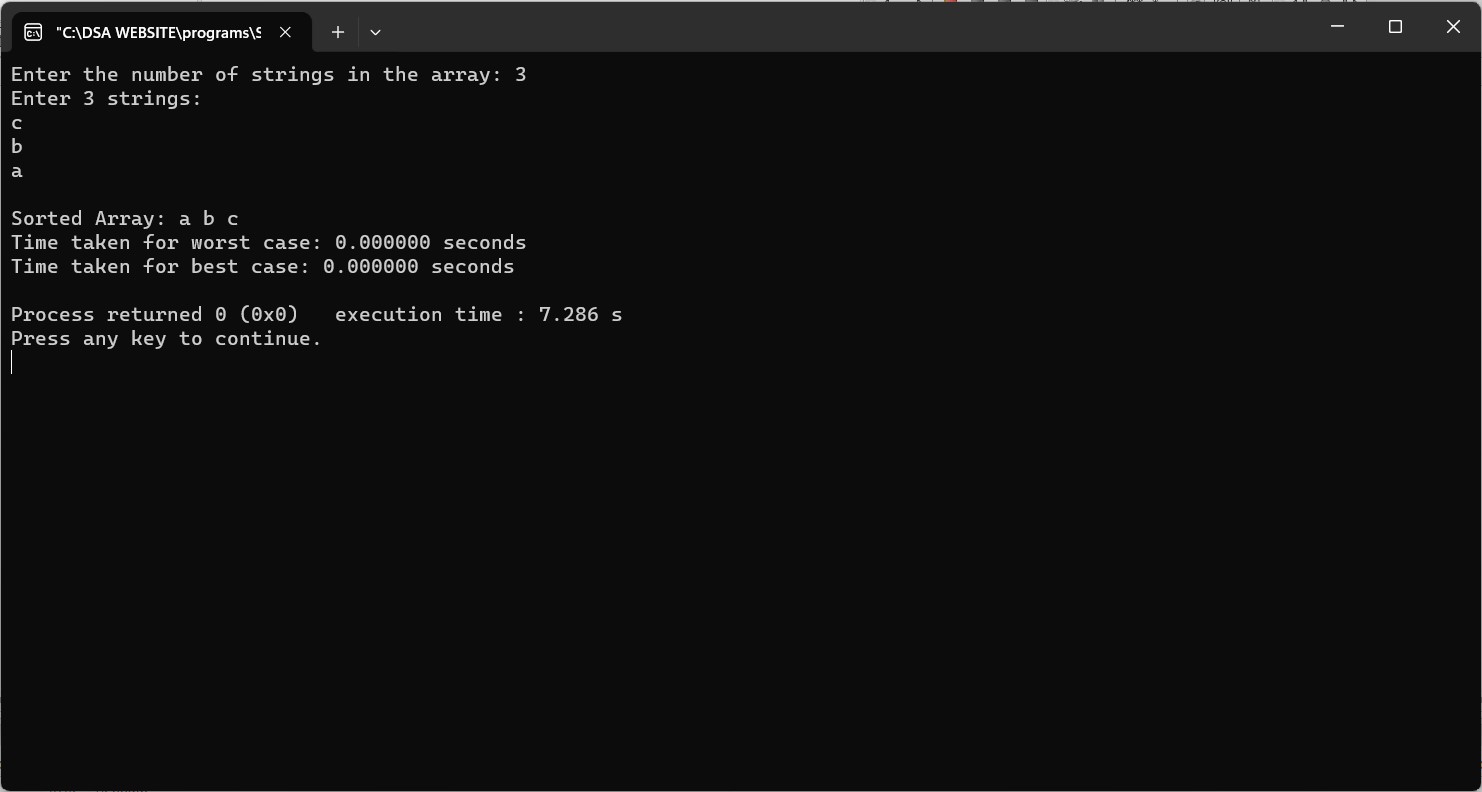 "C:\DSA WEBSITE\programs\S
Enter the number of strings in the array: 3
Enter 3 strings:
c
b
a
Sorted Array: a b c
Time taken for worst case: 0.000000 seconds
Time taken for best case: 0.000000 seconds
Process returned 0 (0x0)   execution time : 7.286 s
Press any key to continue.